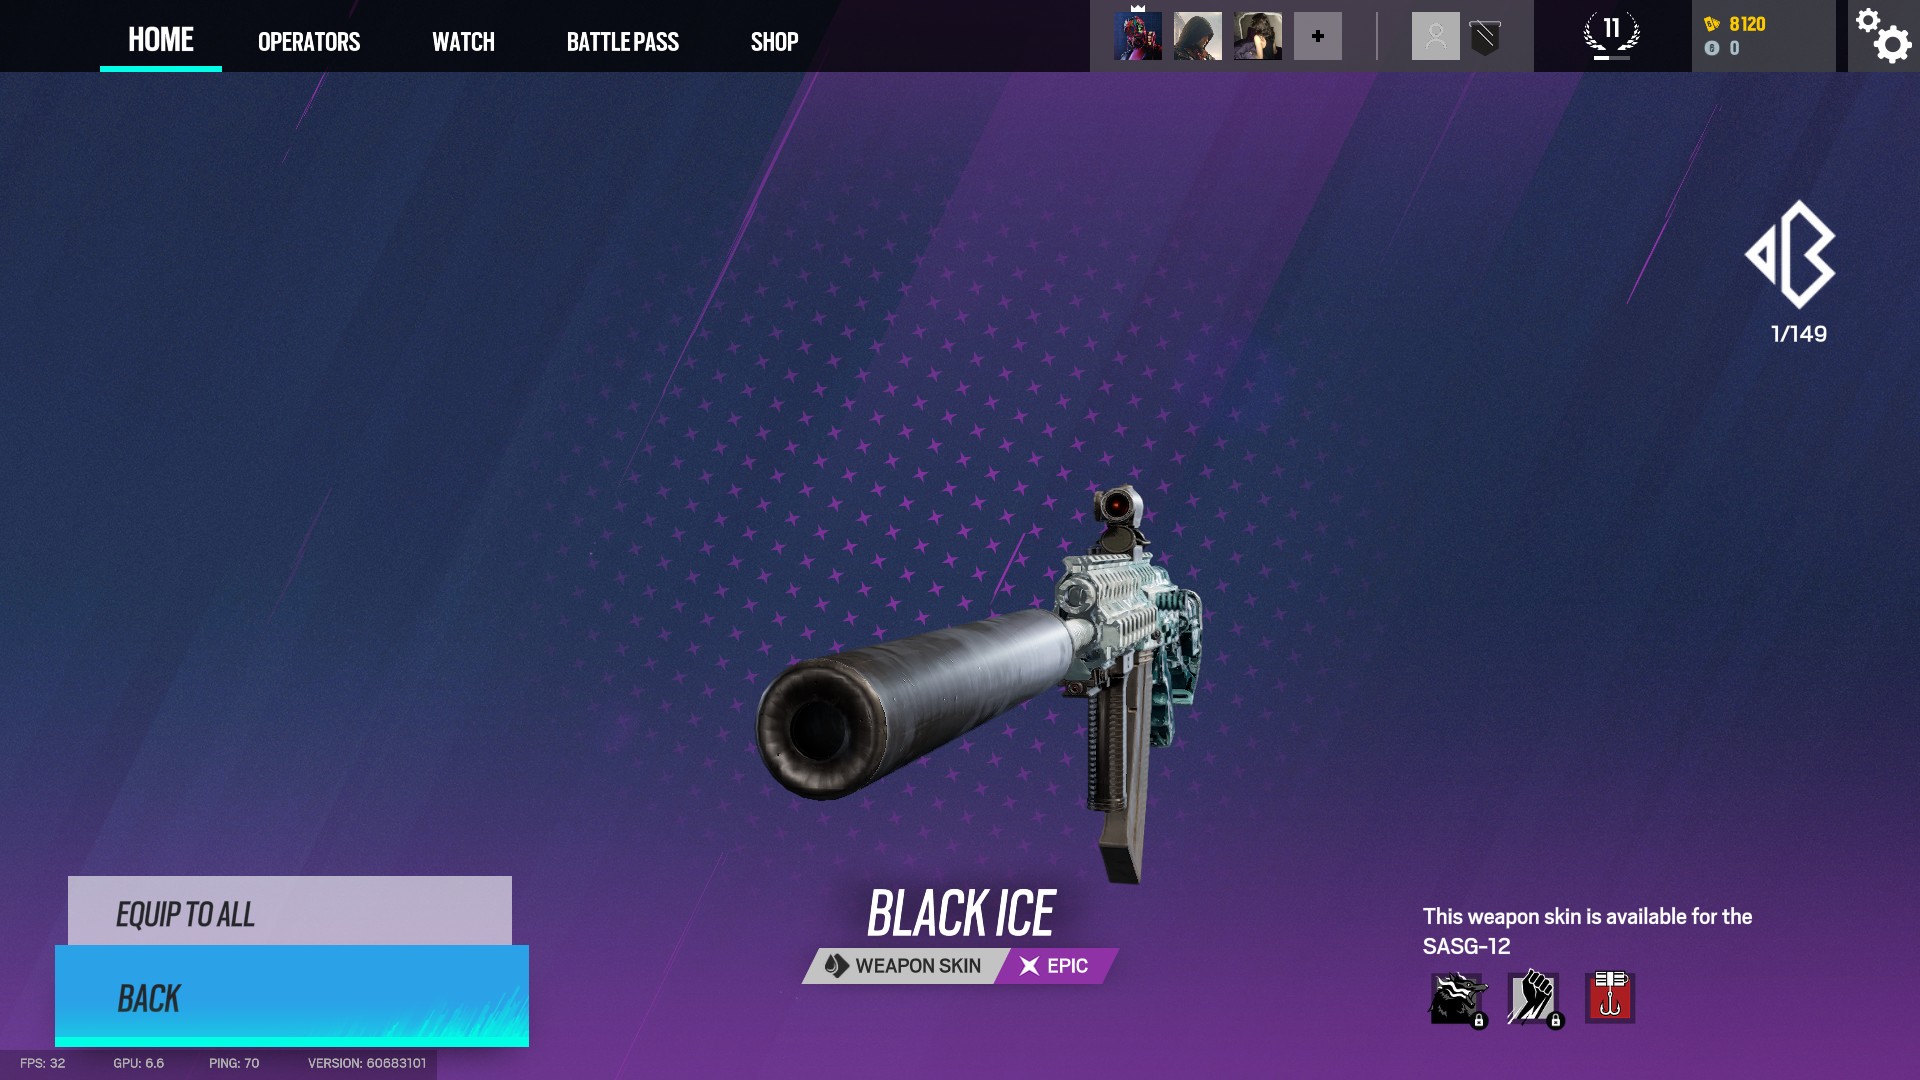 HOME
OPERATORS
WATCH
BATTLE PASS
SHOP
+
11
8120
0
1/149
EQUIP TO ALL
BACK
BLACK ICE
WEAPON SKIN
EPIC
This weapon skin is available for the
SASG-12
FPS: 32
GPU: 6.6
PING: 70
VERSION: 60683101